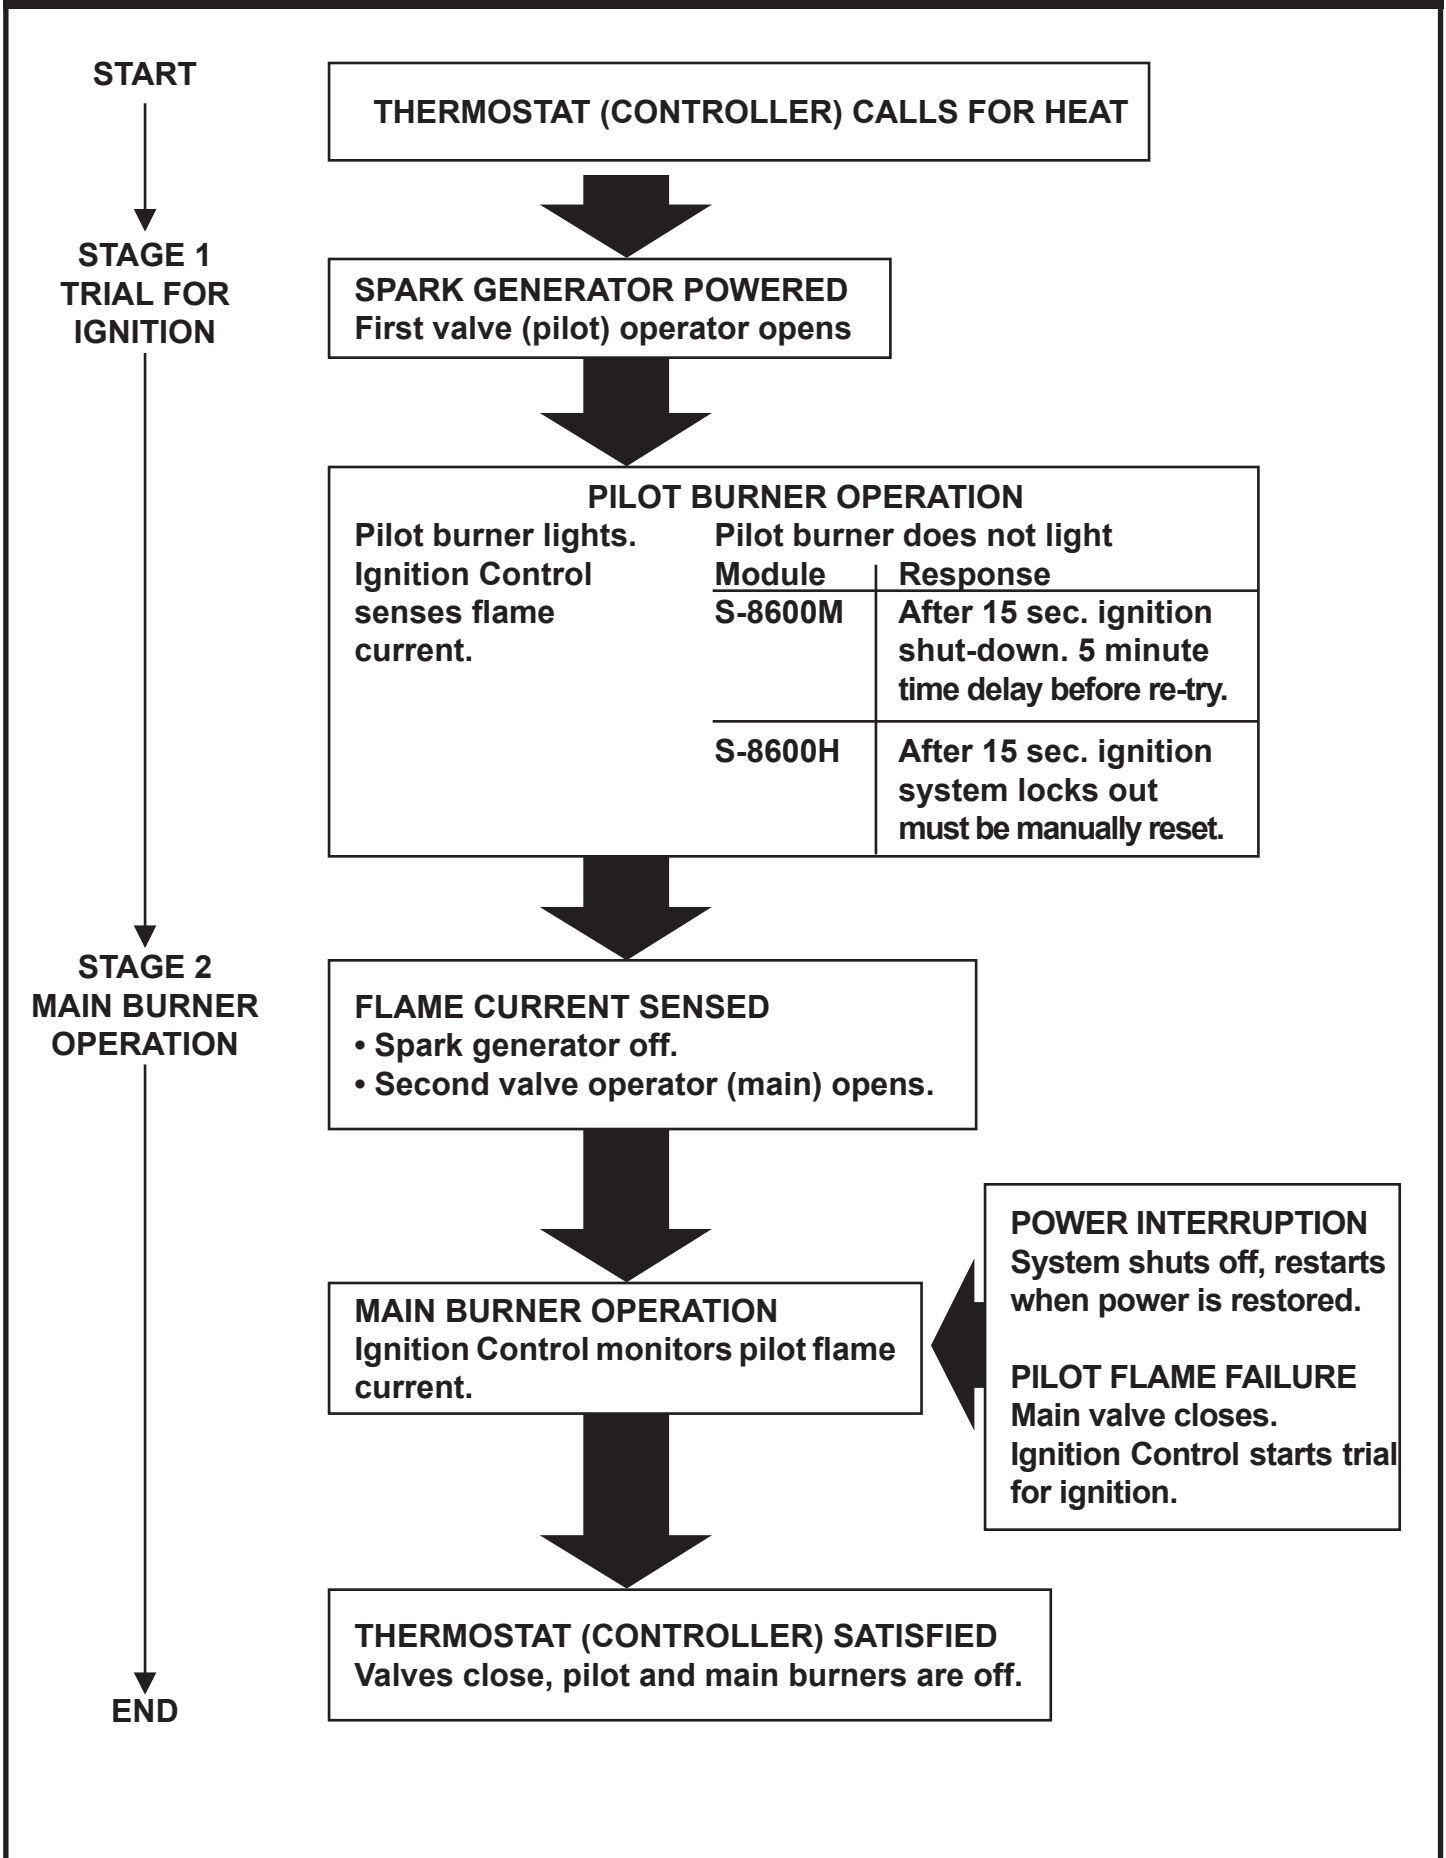 START
THERMOSTAT (CONTROLLER) CALLS FOR HEAT
STAGE 1
TRIAL FOR
IGNITION
SPARK GENERATOR POWERED
First valve (pilot) operator opens
PILOT BURNER OPERATION
Pilot burner lights.
Ignition Control
senses flame
current.
Pilot burner does not light
Module Response
S-8600M After 15 sec. ignition
shut-down. 5 minute
time delay before re-try.
S-8600H After 15 sec. ignition
system locks out
must be manually reset.
STAGE 2
MAIN BURNER
OPERATION
FLAME CURRENT SENSED
• Spark generator off.
• Second valve operator (main) opens.
MAIN BURNER OPERATION
Ignition Control monitors pilot flame
current.
POWER INTERRUPTION
System shuts off, restarts
when power is restored.
PILOT FLAME FAILURE
Main valve closes.
Ignition Control starts trial
for ignition.
THERMOSTAT (CONTROLLER) SATISFIED
Valves close, pilot and main burners are off.
END